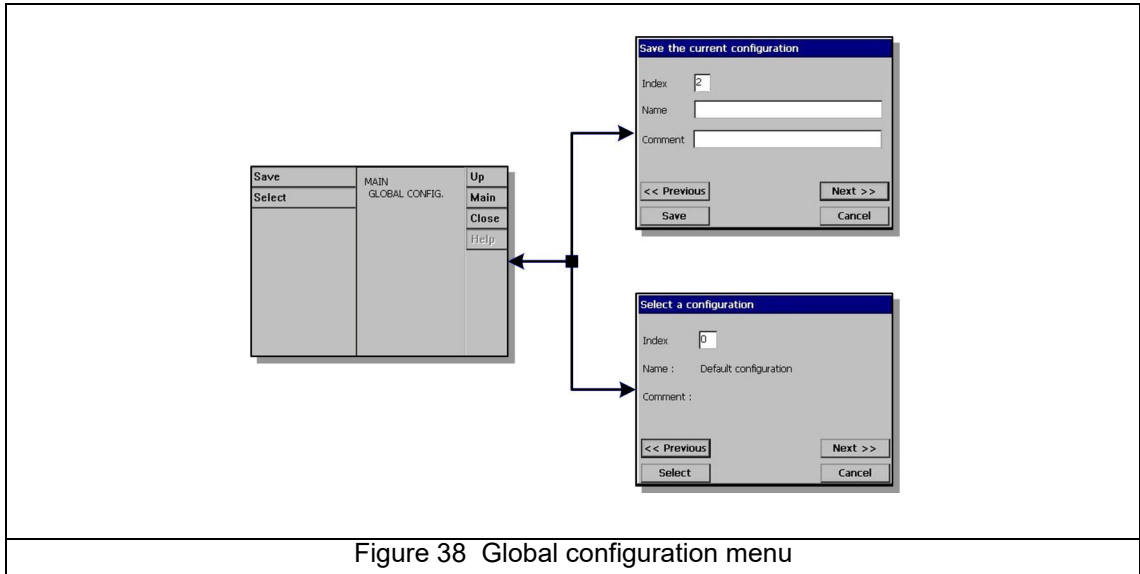 Save
Select
MAIN
GLOBAL CONFIG.
Up
Main
Close
Help
Save the current configuration
Index 2
Name
Comment
<< Previous Next >>
Save Cancel
Select a configuration
Index 0
Name : Default configuration
Comment :
<< Previous Next >>
Select Cancel
Figure 38 Global configuration menu